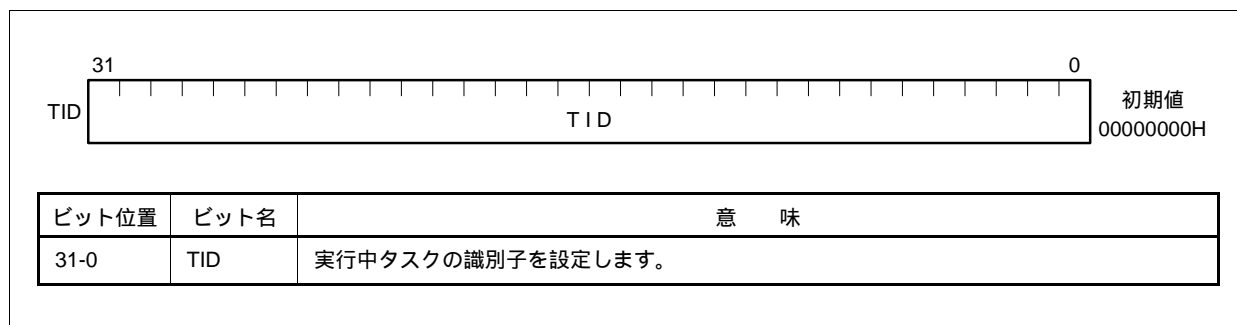 31 0
TID T I D 初期値
00000000H
ビット位置 ビット名 意 味
31-0 TID 実行中タスクの識別子を設定します。